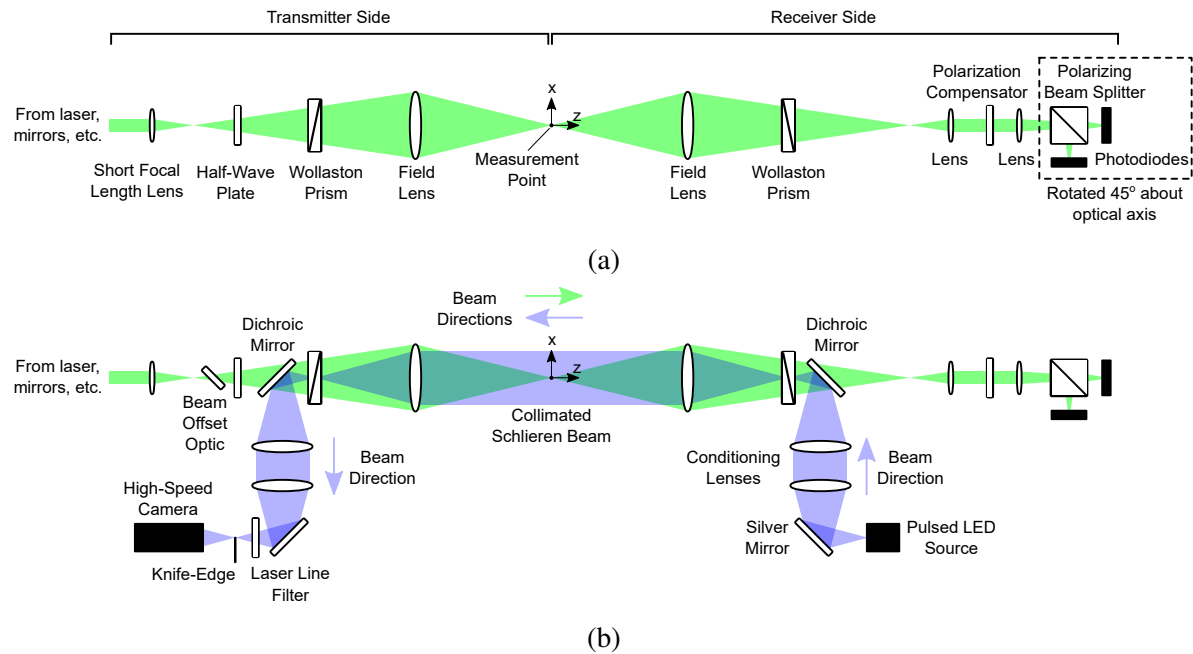 Transmitter Side
Receiver Side
From laser,
mirrors, etc.
Short Focal
Length Lens
Half-Wave
Plate
Wollaston
Prism
Field
Lens
x
z
Measurement
Point
Field
Lens
Wollaston
Prism
Polarization
Compensator
Lens
Lens
Polarizing
Beam Splitter
Photodiodes
Rotated 45° about
optical axis
(a)
Beam
Directions
Dichroic
Mirror
Dichroic
Mirror
From laser,
mirrors, etc.
x
z
Beam
Offset
Optic
Collimated
Schlieren Beam
Beam
Direction
Conditioning
Lenses
Beam
Direction
High-Speed
Camera
Knife-Edge
Laser Line
Filter
Silver
Mirror
Pulsed LED
Source
(b)